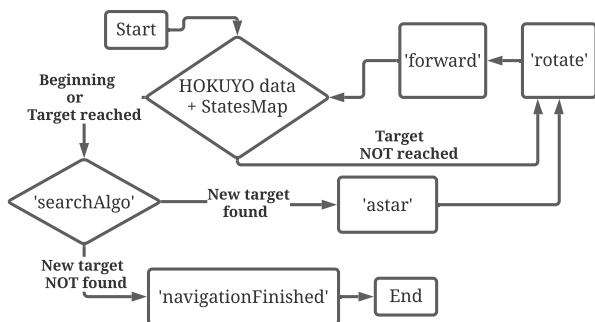 Start
HOKUYO data
+ StatesMap
'forward'
'rotate'
Beginning
or
Target reached
Target
NOT reached
'searchAlgo'
New target
found
'astar'
New target
NOT found
'navigationFinished'
End